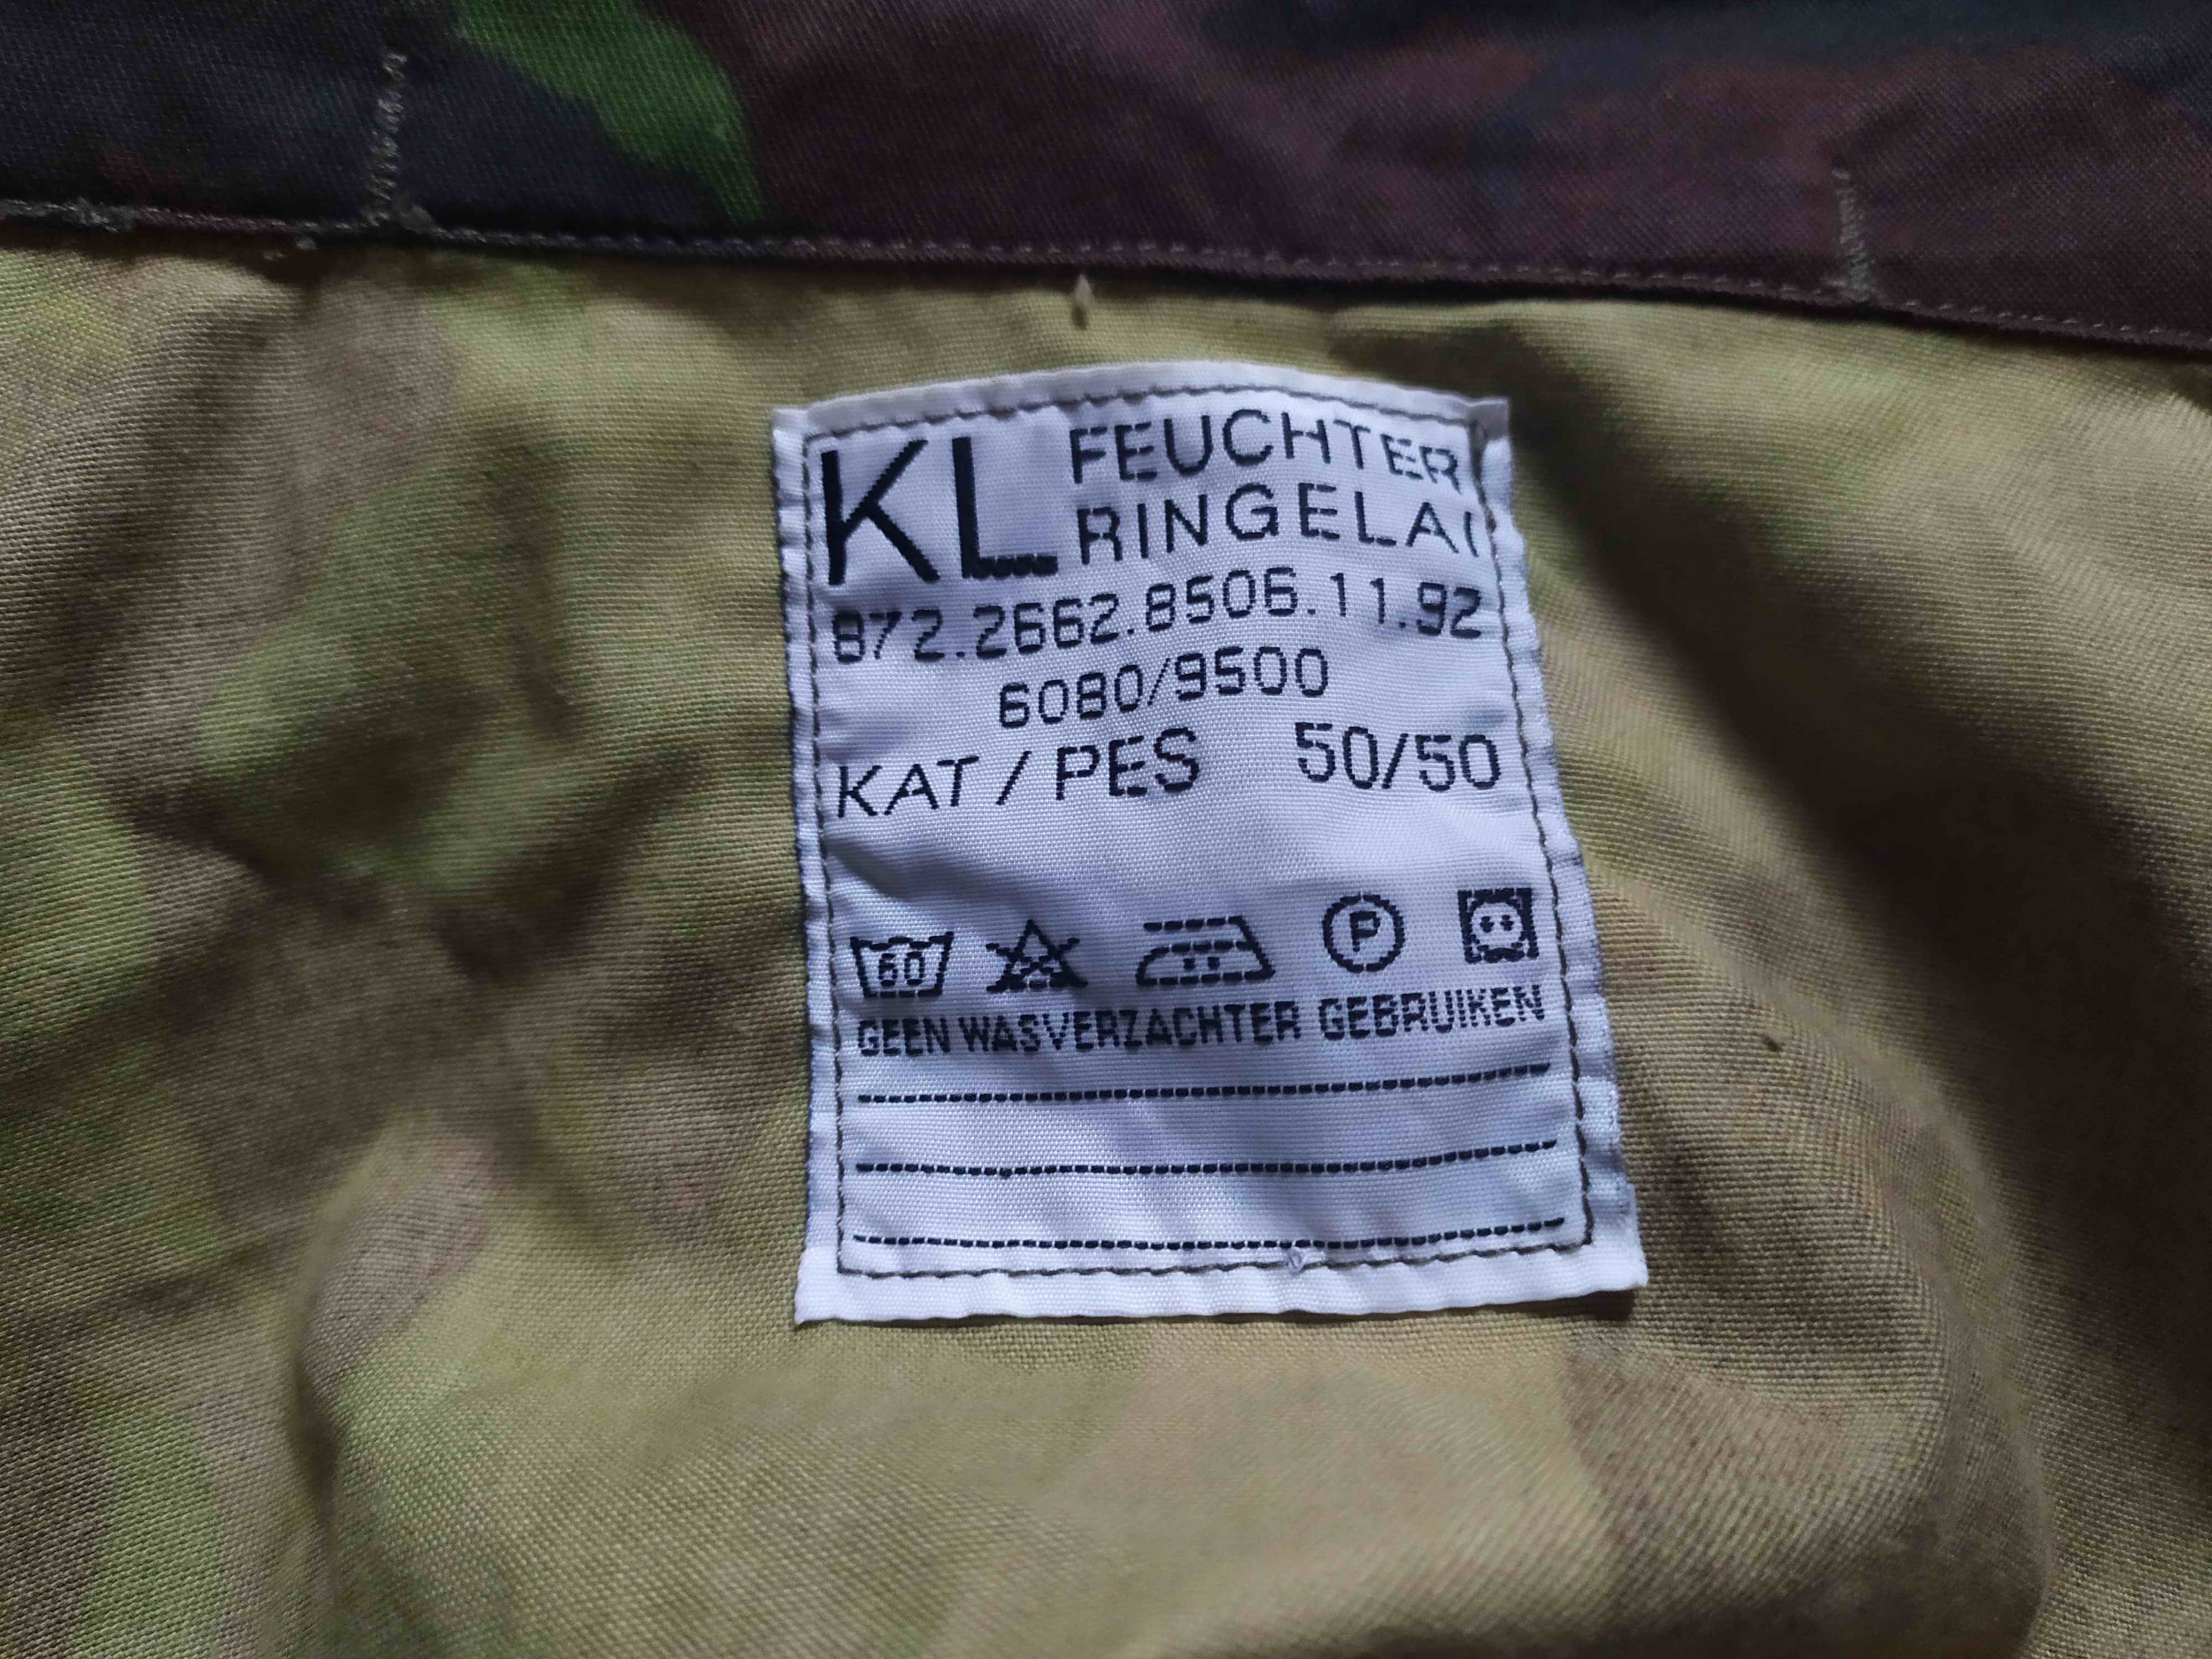 KL FEUCHTER
RINGELAI
872.2662.8506.11.92
6080/9500
KAT / PES 50/50
60 P
GEEN WASVERZACHTER GEBRUIKEN